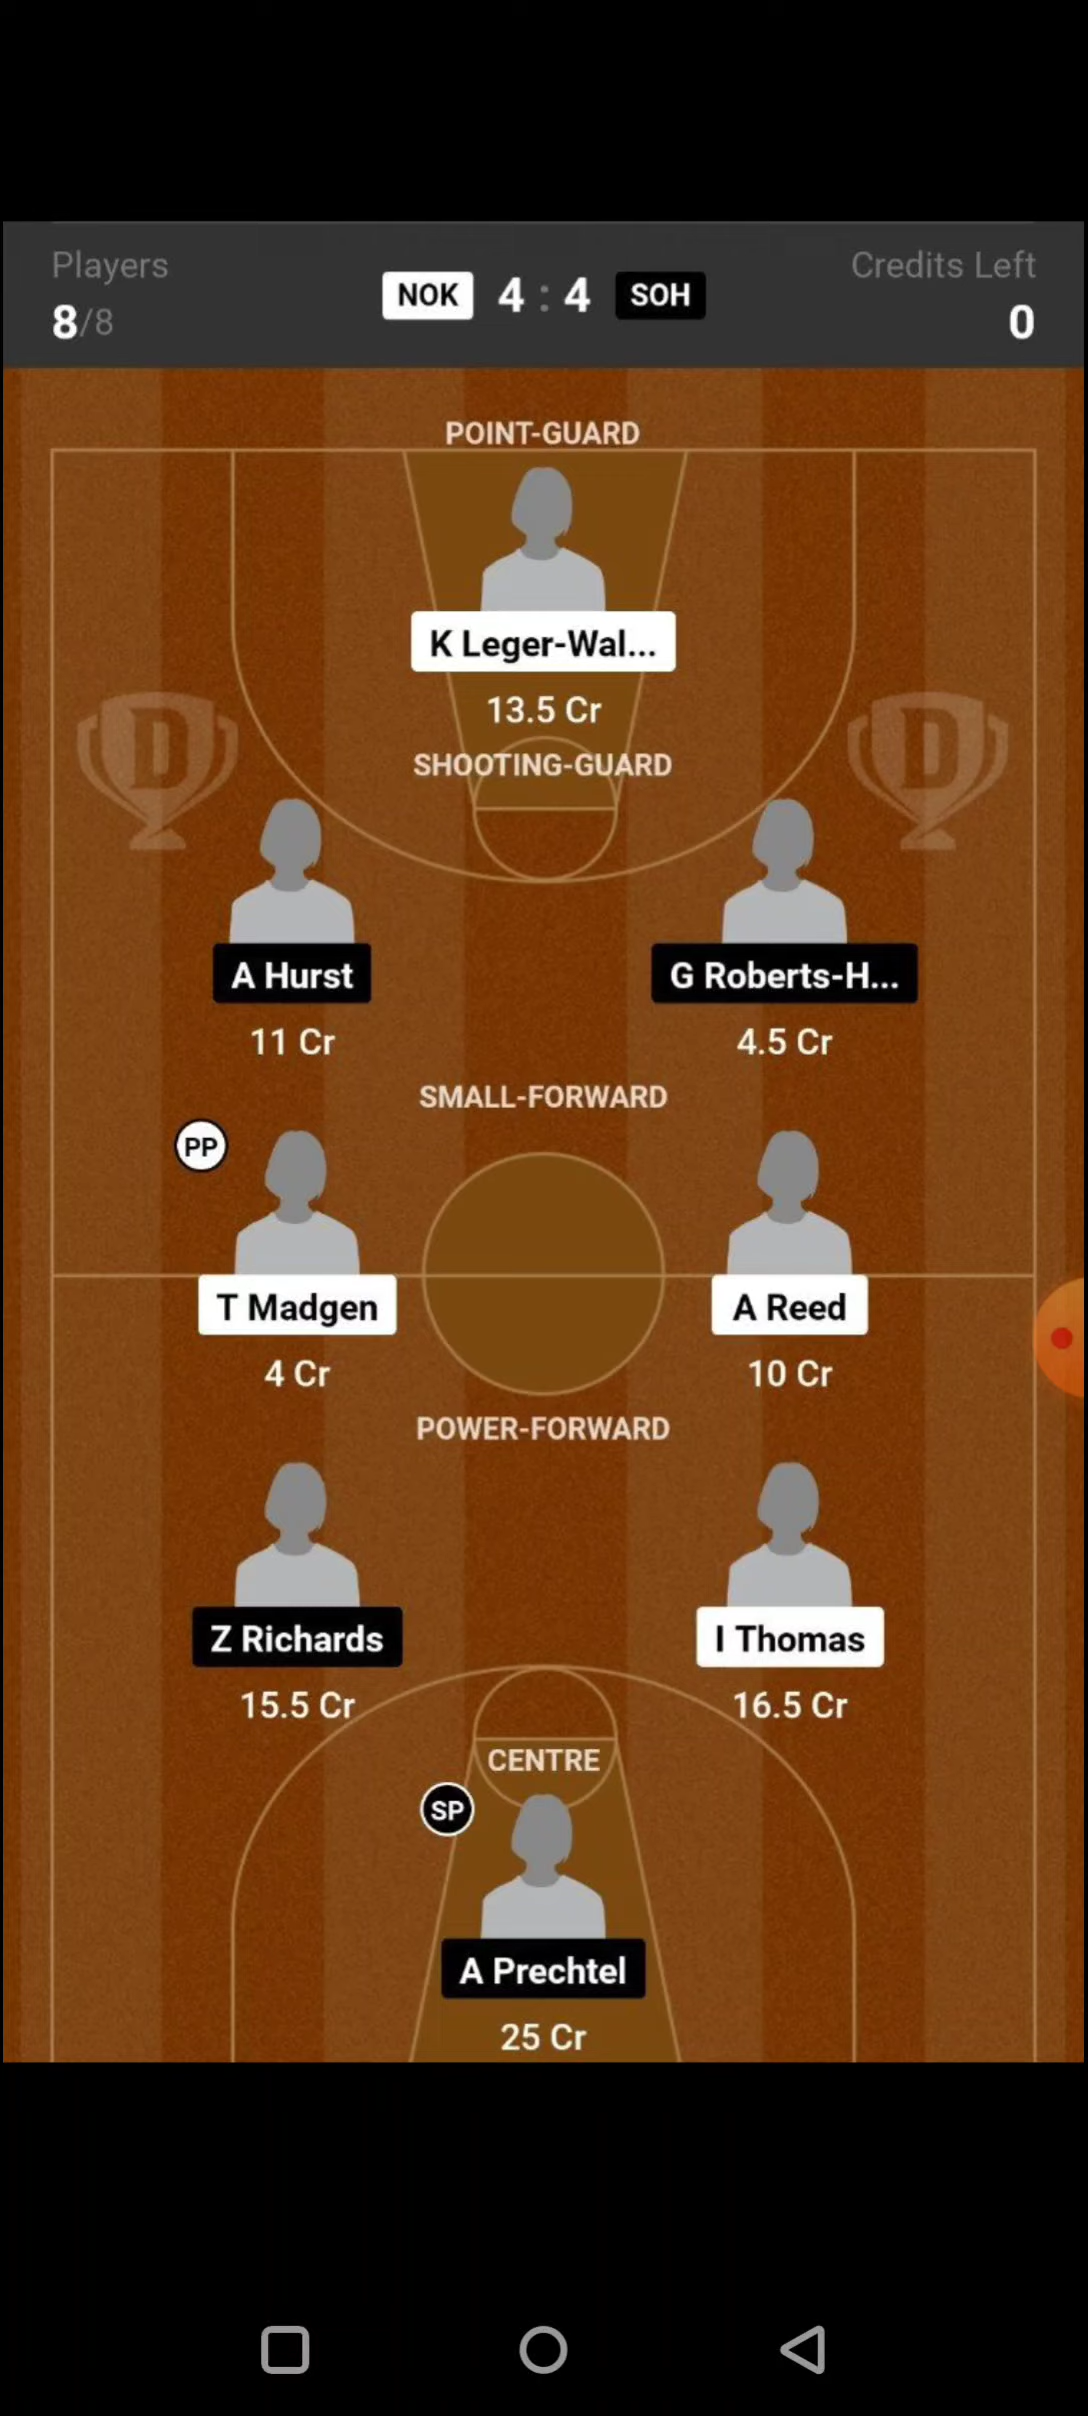 Players
8/8
NOK 4 : 4 SOH
Credits Left
0
POINT-GUARD
K Leger-Wal...
13.5 Cr
SHOOTING-GUARD
D D
A Hurst G Roberts-H...
11 Cr 4.5 Cr
SMALL-FORWARD
PP
T Madgen A Reed
4 Cr 10 Cr
POWER-FORWARD
Z Richards I Thomas
15.5 Cr 16.5 Cr
CENTRE
SP
A Prechtel
25 Cr